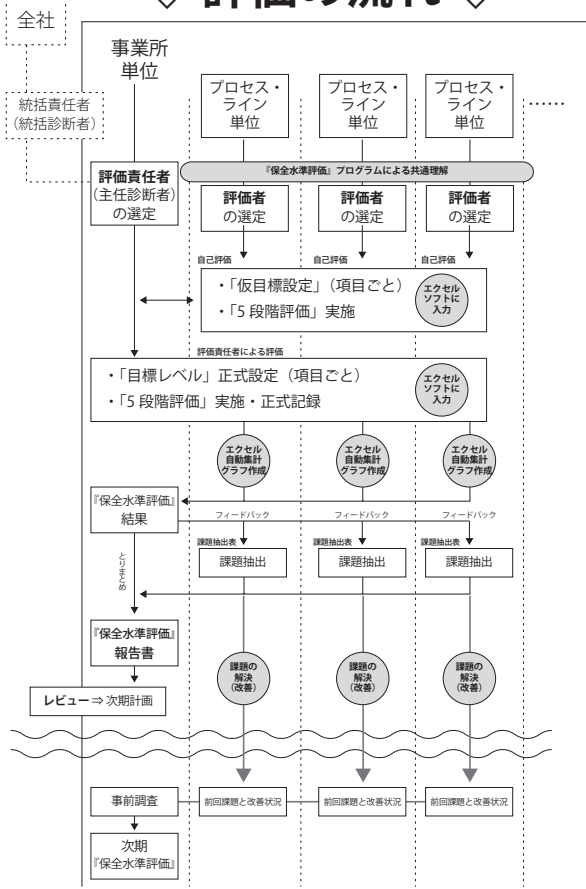 ◇ 評価の流れ ◇
全社
統括責任者
(統括診断者)
事業所
単位
プロセス・
ライン
単位
プロセス・
ライン
単位
プロセス・
ライン
単位
……
『保全水準評価』プログラムによる共通理解
評価責任者
(主任診断者)
の選定
評価者
の選定
評価者
の選定
評価者
の選定
自己評価
自己評価
自己評価
・「仮目標設定」(項目ごと)
・「5 段階評価」実施
エクセル
ソフトに
入力
評価責任者による評価
・「目標レベル」正式設定(項目ごと)
・「5 段階評価」実施・正式記録
エクセル
ソフトに
入力
エクセル
自動集計
グラフ作成
エクセル
自動集計
グラフ作成
エクセル
自動集計
グラフ作成
『保全水準評価』
結果
フィードバック
フィードバック
フィードバック
課題抽出表
課題抽出表
課題抽出表
課題抽出
課題抽出
課題抽出
とりまとめ
『保全水準評価』
報告書
課題の
解決
(改善)
課題の
解決
(改善)
課題の
解決
(改善)
レビュー⇒次期計画
事前調査
前回課題と改善状況
前回課題と改善状況
前回課題と改善状況
次期
『保全水準評価』